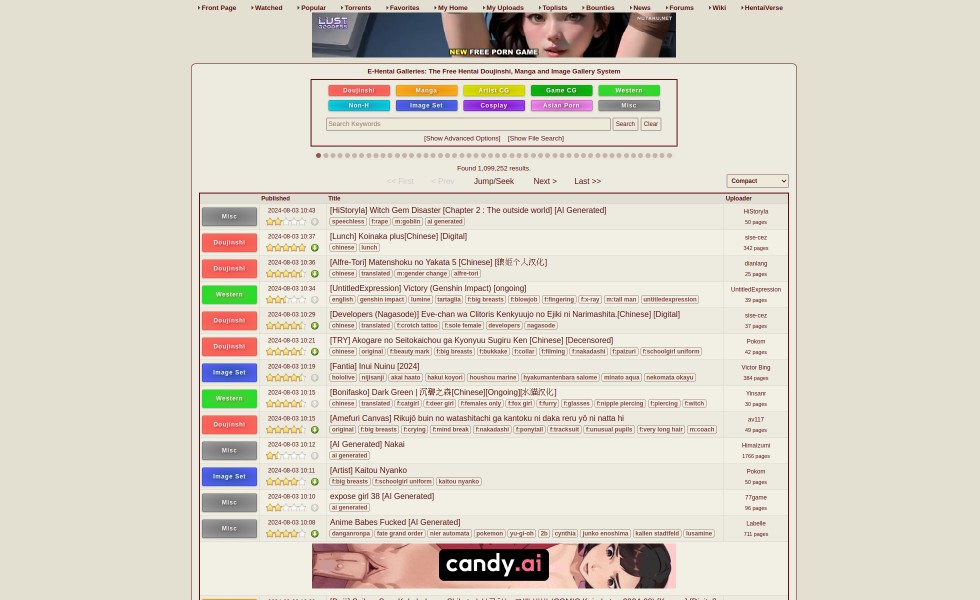 Front Page Watched Popular Torrents Favorites My Home My Uploads Toplists Bounties News Forums Wiki HentaiVerse
LUST GODDESS
NUTAKU.NET
NEW FREE PORN GAME
E-Hentai Galleries: The Free Hentai Doujinshi, Manga and Image Gallery System
Doujinshi Manga Artist CG Game CG Western
Non-H Image Set Cosplay Asian Porn Misc
Search Keywords Search Clear
[Show Advanced Options] [Show File Search]
Found 1,099,252 results.
<< First < Prev Jump/Seek Next > Last >> Compact
Published Title Uploader
Misc 2024-08-03 10:43 [HiStoryla] Witch Gem Disaster [Chapter 2 : The outside world] [AI Generated] HiStoryla
speechless f:rape m:goblin ai generated 50 pages
Doujinshi 2024-08-03 10:37 [Lunch] Koinaka plus[Chinese] [Digital] sise-cez
chinese lunch 342 pages
Doujinshi 2024-08-03 10:36 [Alfre-Tori] Matenshoku no Yakata 5 [Chinese] dianlang
chinese translated m:gender change alfre-tori 25 pages
Western 2024-08-03 10:34 [UntitledExpression] Victory (Genshin Impact) [ongoing] UntitledExpression
english genshin impact lumine tartaglia f:big breasts f:blowjob f:fingering f:x-ray m:tall man untitledexpression 39 pages
Doujinshi 2024-08-03 10:29 [Developers (Nagasode)] Eve-chan wa Clitoris Kenkyuujo no Ejiki ni Narimashita.[Chinese] [Digital] sise-cez
chinese translated f:crotch tattoo f:sole female developers nagasode 37 pages
Doujinshi 2024-08-03 10:21 [TRY] Akogare no Seitokaichou ga Kyonyuu Sugiru Ken [Chinese] [Decensored] Pokom
chinese original f:beauty mark f:big breasts f:bukkake f:collar f:filming f:nakadashi f:paizuri f:schoolgirl uniform 42 pages
Image Set 2024-08-03 10:19 [Fantia] Inui Nuinu [2024] Victor Bing
hololive nijisanji akai haato hakui koyori houshou marine hyakumantenbara salome minato aqua nekomata okayu 384 pages
Western 2024-08-03 10:15 [Bonifasko] Dark Green | 沉郁之森[Chinese][Ongoing][水猫汉化] Yinsanr
chinese translated f:catgirl f:deer girl f:females only f:fox girl f:furry f:glasses f:nipple piercing f:piercing f:witch 30 pages
Doujinshi 2024-08-03 10:15 [Amefuri Canvas] Rikujō buin no watashitachi ga kantoku ni daka reru yō ni natta hi av117
original f:big breasts f:crying f:mind break f:nakadashi f:ponytail f:tracksuit f:unusual pupils f:very long hair m:coach 49 pages
Misc 2024-08-03 10:12 [AI Generated] Nakai Himalzumi
ai generated 1766 pages
Image Set 2024-08-03 10:11 [Artist] Kaitou Nyanko Pokom
f:big breasts f:schoolgirl uniform kaitou nyanko 50 pages
Misc 2024-08-03 10:10 expose girl 38 [AI Generated] 77game
ai generated 96 pages
Misc 2024-08-03 10:08 Anime Babes Fucked [AI Generated] Labelle
danganronpa fate grand order nier automata pokemon yu-gi-oh 2b cynthia junko enoshima kallen stadtfeld lusamine 711 pages
candy.ai